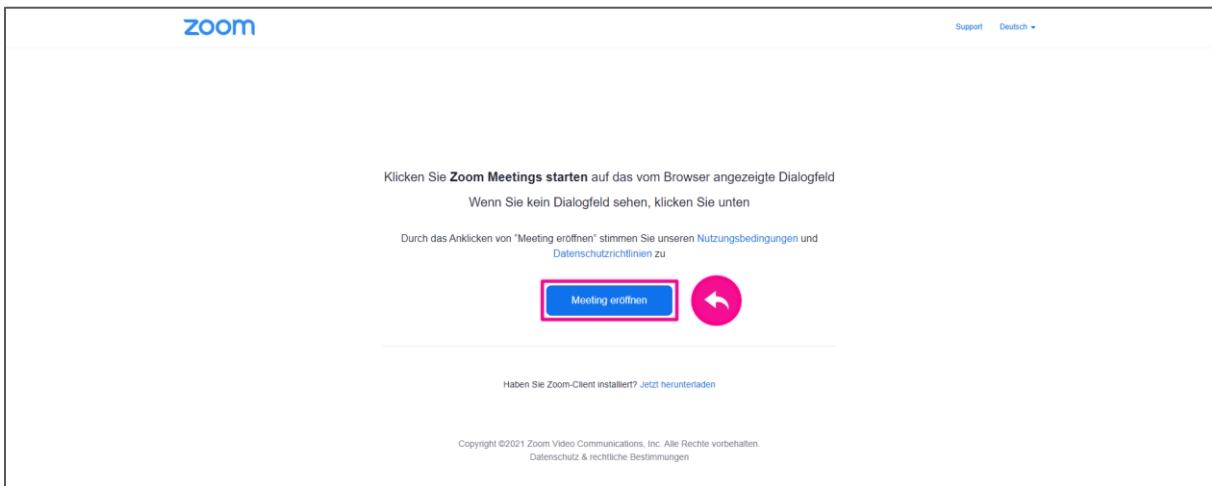 zoom
Support Deutsch
Klicken Sie Zoom Meetings starten auf das vom Browser angezeigte Dialogfeld
Wenn Sie kein Dialogfeld sehen, klicken Sie unten
Durch das Anklicken von "Meeting eröffnen" stimmen Sie unseren Nutzungsbedingungen und
Datenschutzrichtlinien zu
Meeting eröffnen
Haben Sie Zoom-Client installiert? Jetzt herunterladen
Copyright ©2021 Zoom Video Communications, Inc. Alle Rechte vorbehalten.
Datenschutz & rechtliche Bestimmungen